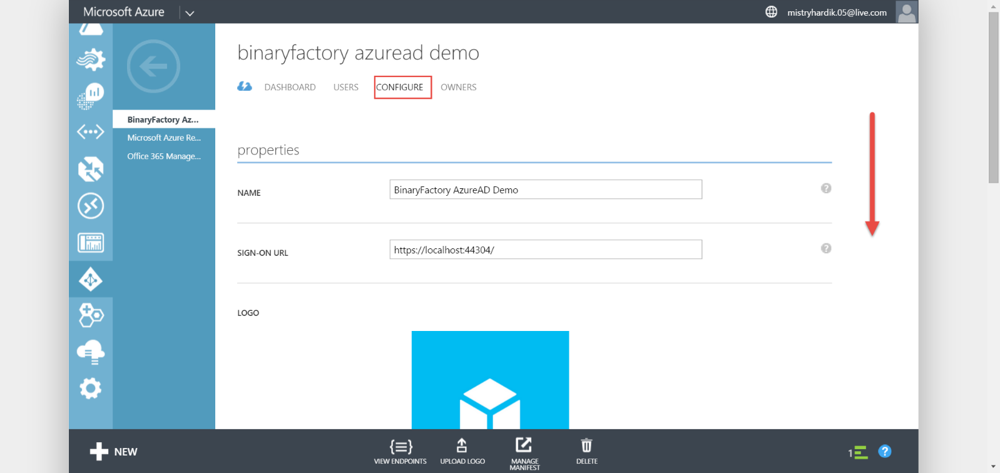 Microsoft Azure
mistryhardik.05@live.com
binaryfactory azuread demo
DASHBOARD USERS CONFIGURE OWNERS
BinaryFactory Az...
Microsoft Azure Re...
Office 365 Manage...
properties
NAME
BinaryFactory AzureAD Demo
?
SIGN-ON URL
https://localhost:44304/
?
LOGO
NEW
VIEW ENDPOINTS
UPLOAD LOGO
MANAGE
MANIFEST
DELETE
1
?